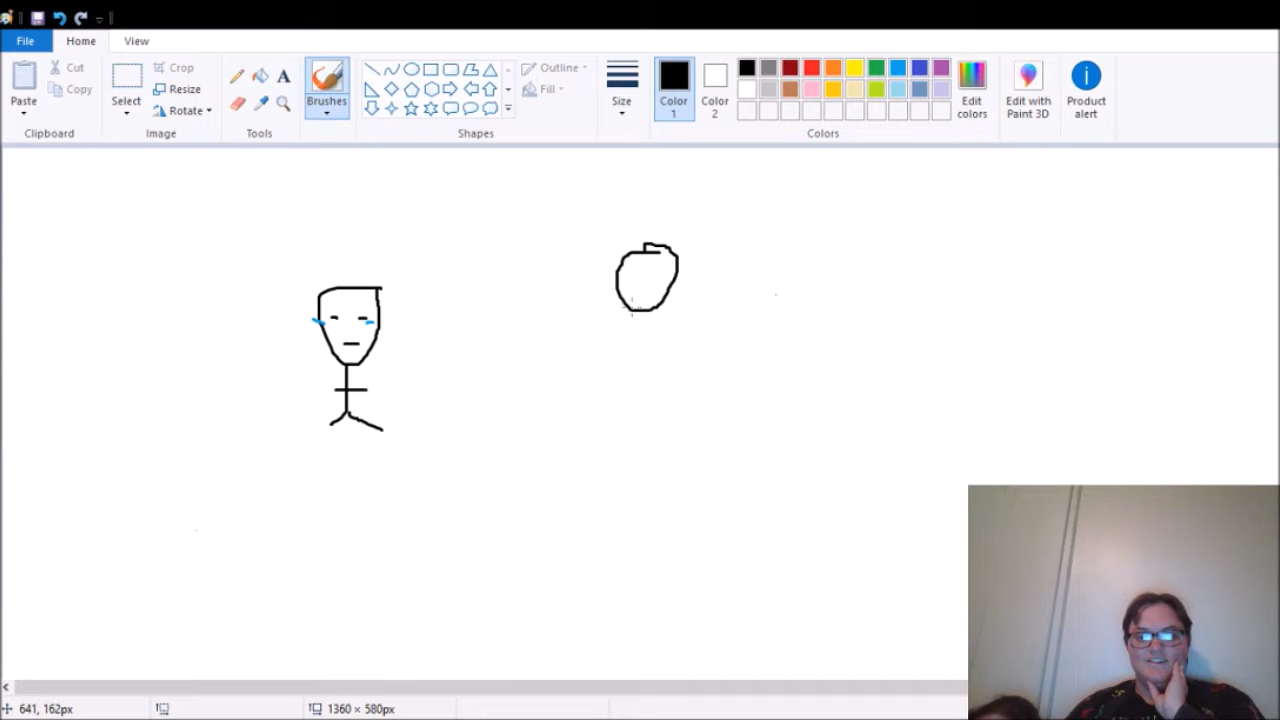 File Home View
Cut Crop Outline Edit with Product
Paste Copy Select Resize Brushes Fill Size Color Color Edit Paint 3D alert
Rotate 1 2 colors
Clipboard Image Tools Shapes Colors
A
641, 162px 1360 × 580px